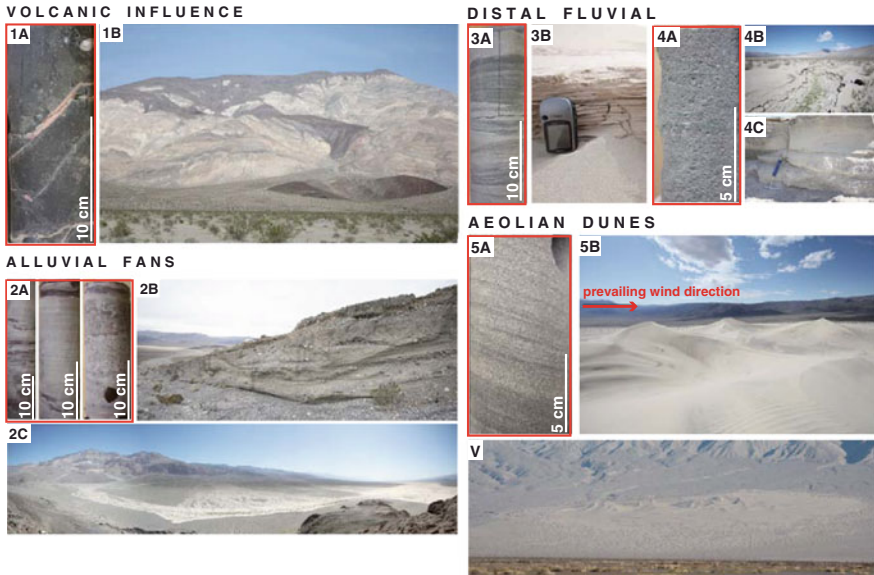 VOLCANIC INFLUENCE
1A
10 cm
1B
ALLUVIAL FANS
2A
10 cm
10 cm
10 cm
2B
2C
DISTAL FLUVIAL
3A
10 cm
3B
4A
5 cm
4B
4C
AEOLIAN DUNES
5A
5 cm
5B
prevailing wind direction
V